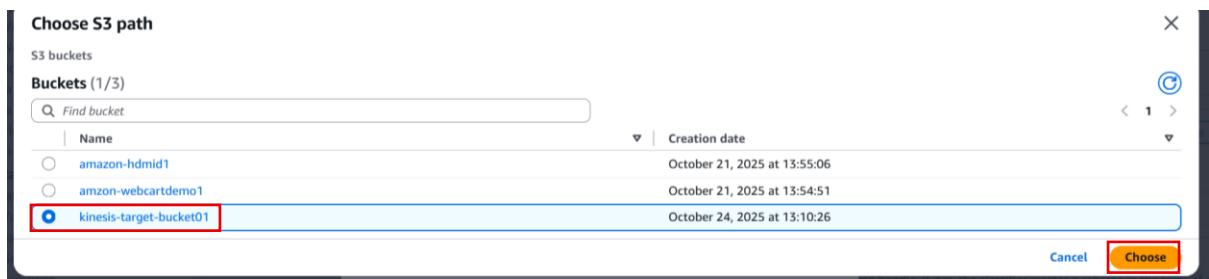 Choose S3 path
S3 buckets
Buckets (1/3)
Find bucket
1
Name Creation date
amazon-hdmid1 October 21, 2025 at 13:55:06
amzon-webcartdemo1 October 21, 2025 at 13:54:51
kinesis-target-bucket01 October 24, 2025 at 13:10:26
Cancel Choose